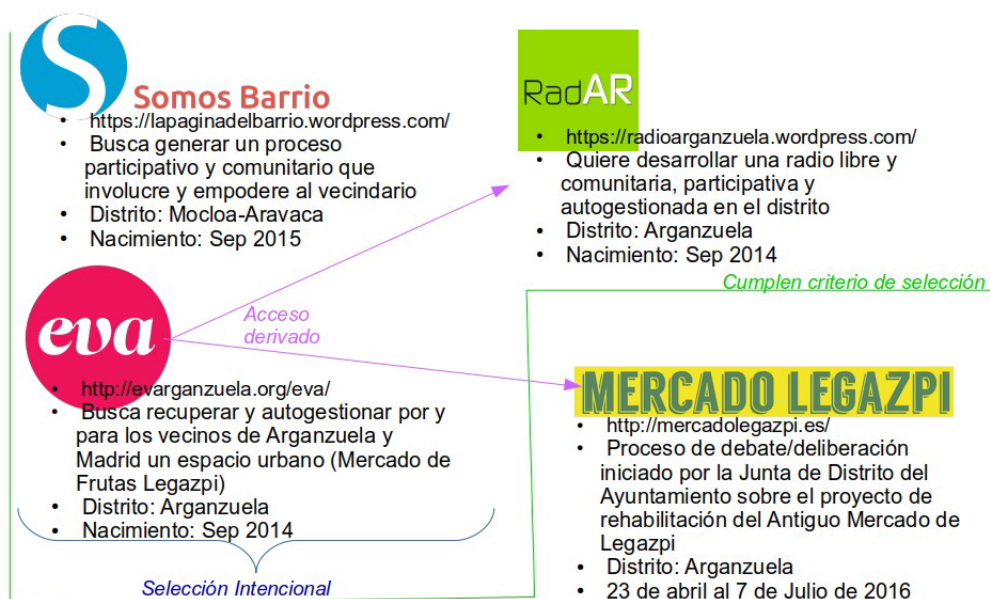 S
Somos Barrio
• https://lapaginadelbarrio.wordpress.com/
• Busca generar un proceso
participativo y comunitario que
involucre y empodere al vecindario
• Distrito: Mocloa-Aravaca
• Nacimiento: Sep 2015
RadAR
• https://radioarganzuela.wordpress.com/
• Quiere desarrollar una radio libre y
comunitaria, participativa y
autogestionada en el distrito
• Distrito: Arganzuela
• Nacimiento: Sep 2014
Cumplen criterio de selección
eva
Acceso
derivado
• http://evarganzuela.org/eva/
• Busca recuperar y autogestionar por y
para los vecinos de Arganzuela y
Madrid un espacio urbano (Mercado de
Frutas Legazpi)
• Distrito: Arganzuela
• Nacimiento: Sep 2014
Selección Intencional
MERCADO LEGAZPI
• http://mercadolegazpi.es/
• Proceso de debate/deliberación
iniciado por la Junta de Distrito del
Ayuntamiento sobre el proyecto de
rehabilitación del Antiguo Mercado de
Legazpi
• Distrito: Arganzuela
• 23 de abril al 7 de Julio de 2016